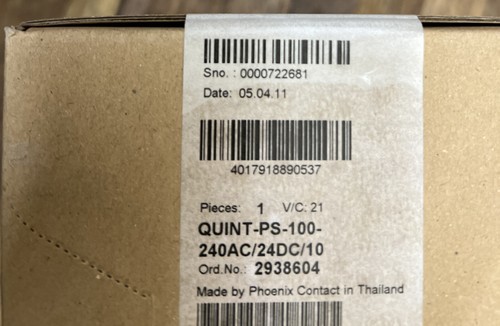 Sno. : 0000722681
Date: 05.04.11
4017918890537
Pieces: 1 V/C: 21
QUINT-PS-100-
240AC/24DC/10
Ord.No.: 2938604
Made by Phoenix Contact in Thailand